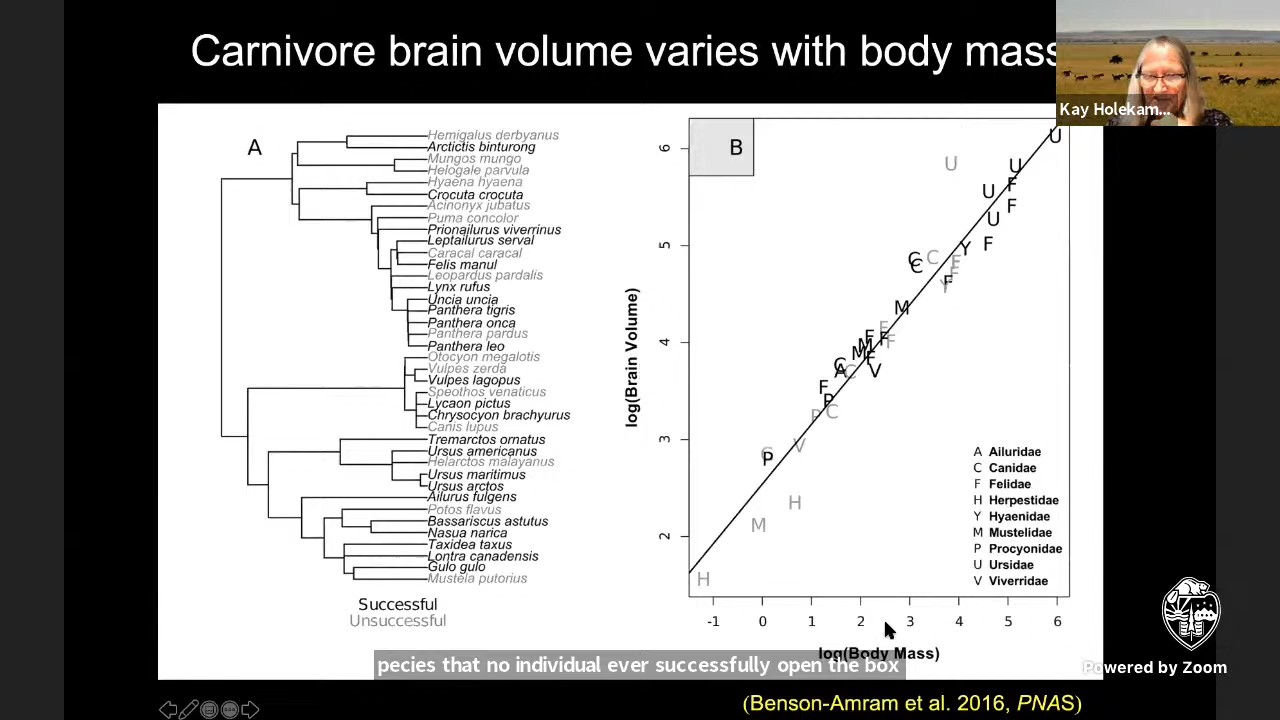 Carnivore brain volume varies with body mass
Kay Holekam...
A
Hemigalus derbyanus
Arctictis binturong
Mungos mungo
Helogale parvula
Hyaena hyaena
Crocuta crocuta
Acinonyx jubatus
Puma concolor
Prionailurus viverrinus
Leptailurus serval
Caracal caracal
Felis manul
Leopardus pardalis
Lynx rufus
Uncia uncia
Panthera tigris
Panthera onca
Panthera pardus
Panthera leo
Otocyon megalotis
Vulpes zerda
Vulpes lagopus
Speothos venaticus
Lycaon pictus
Chrysocyon brachyurus
Canis lupus
Tremarctos ornatus
Ursus americanus
Helarctos malayanus
Ursus maritimus
Ursus arctos
Ailurus fulgens
Potos flavus
Bassariscus astutus
Nasua narica
Taxidea taxus
Lontra canadensis
Gulo gulo
Mustela putorius
Successful
Unsuccessful
B
log(Brain Volume)
6
5
4
3
2
U
U
U
F
U
F
U
F
Y
C
C
C
F
F
F
Y
M
F
F
F
F
M
M
F
C
A
C
V
F
P
P
C
V
C
P
H
M
H
A Ailuridae
C Canidae
F Felidae
H Herpestidae
Y Hyaenidae
M Mustelidae
P Procyonidae
U Ursidae
V Viverridae
-1 0 1 2 3 4 5 6
log(Body Mass)
pecies that no individual ever successfully open the box
Powered by Zoom
(Benson-Amram et al. 2016, PNAS)